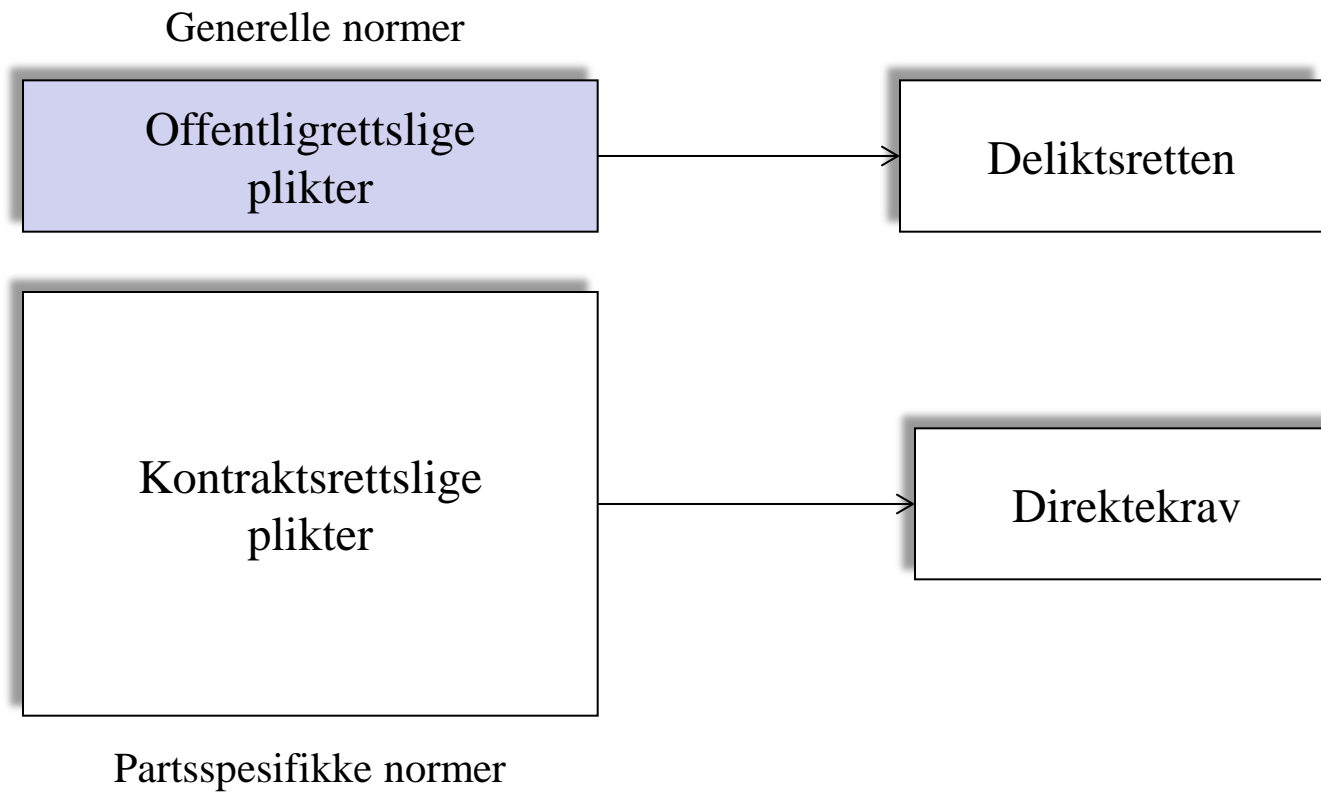 Generelle normer
Offentligrettslige
plikter
Deliktsretten
Kontraktsrettslige
plikter
Direktekrav
Partsspesifikke normer